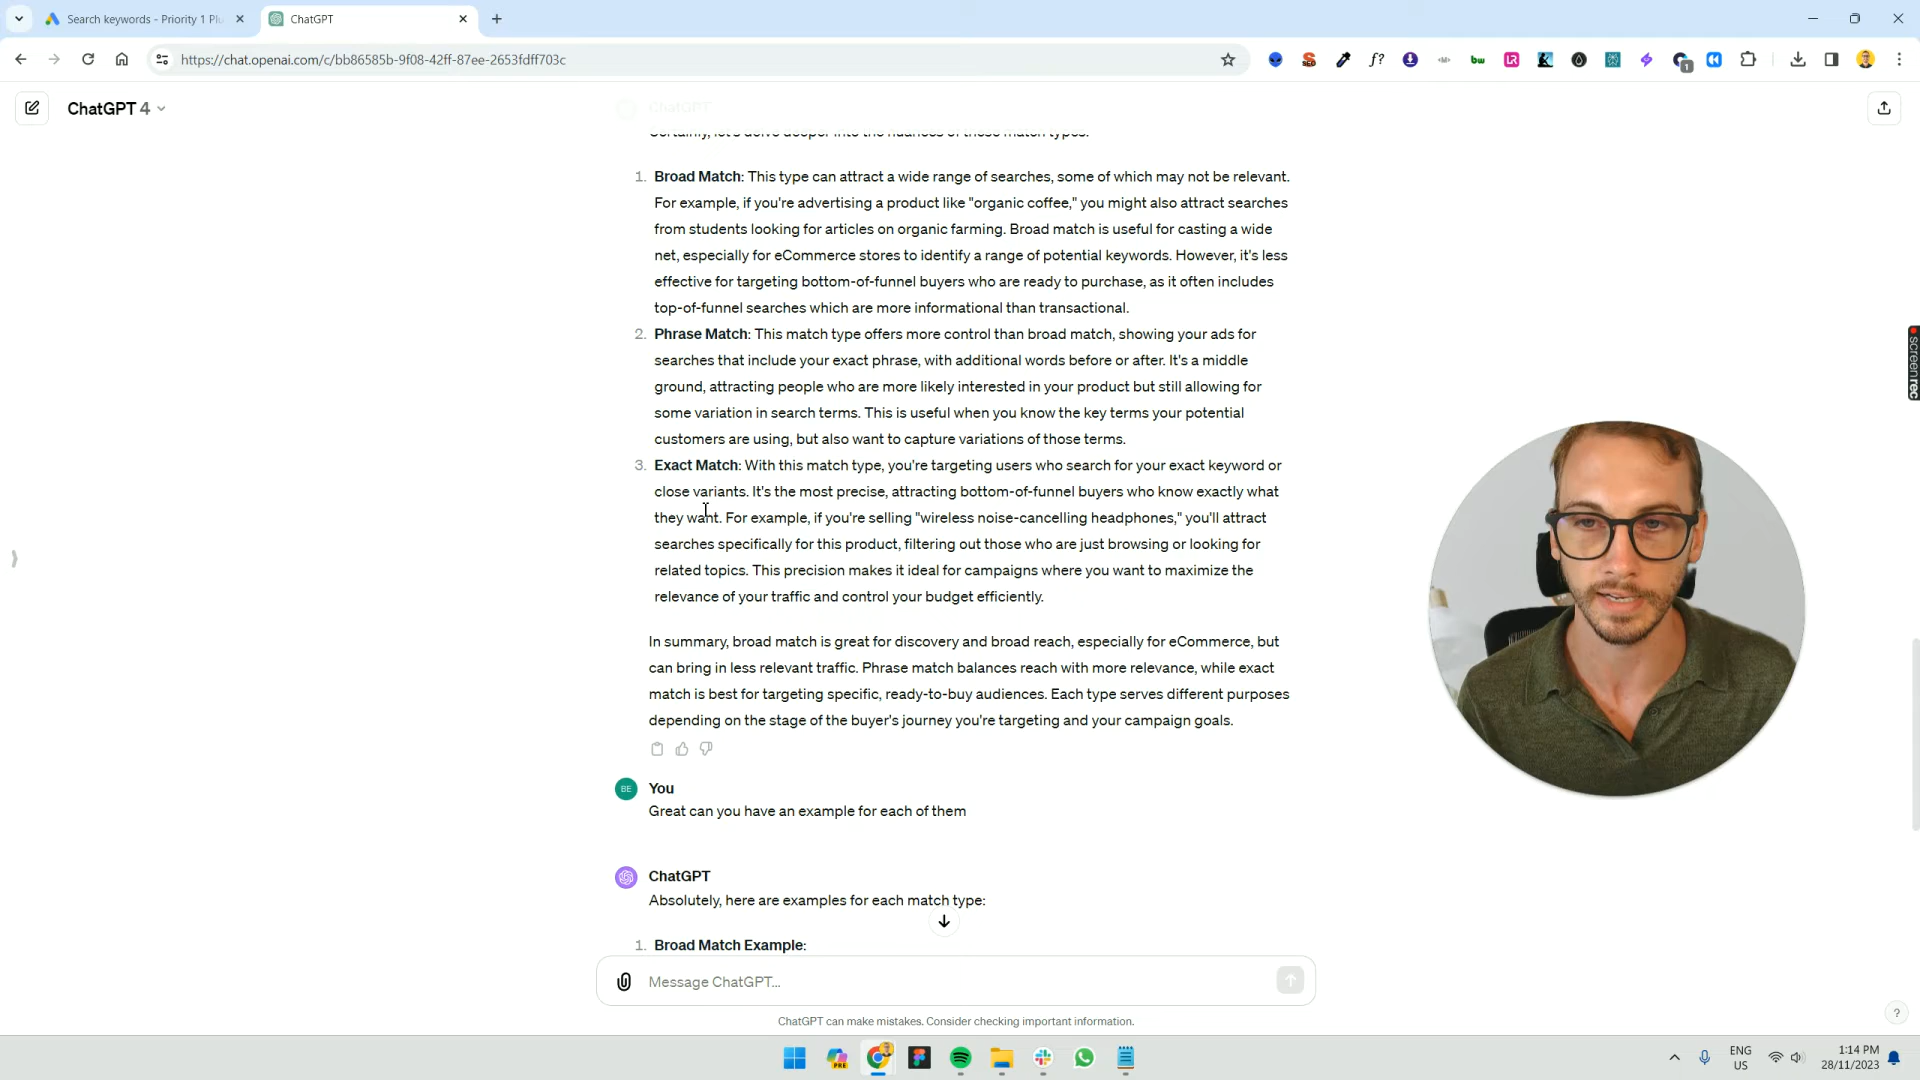 Search keywords - Priority 1 Plu
ChatGPT
https://chat.openai.com/c/bb86585b-9f08-42ff-87ee-2653fdff703c
SEO
f?
bw
LR
1
ChatGPT 4
ChatGPT
Certainly, let's delve deeper into the nuances of these match types:
1. Broad Match: This type can attract a wide range of searches, some of which may not be relevant.
For example, if you're advertising a product like "organic coffee," you might also attract searches
from students looking for articles on organic farming. Broad match is useful for casting a wide
net, especially for eCommerce stores to identify a range of potential keywords. However, it's less
effective for targeting bottom-of-funnel buyers who are ready to purchase, as it often includes
top-of-funnel searches which are more informational than transactional.
2. Phrase Match: This match type offers more control than broad match, showing your ads for
searches that include your exact phrase, with additional words before or after. It's a middle
ground, attracting people who are more likely interested in your product but still allowing for
some variation in search terms. This is useful when you know the key terms your potential
customers are using, but also want to capture variations of those terms.
3. Exact Match: With this match type, you're targeting users who search for your exact keyword or
close variants. It's the most precise, attracting bottom-of-funnel buyers who know exactly what
they want. For example, if you're selling "wireless noise-cancelling headphones," you'll attract
searches specifically for this product, filtering out those who are just browsing or looking for
related topics. This precision makes it ideal for campaigns where you want to maximize the
relevance of your traffic and control your budget efficiently.
In summary, broad match is great for discovery and broad reach, especially for eCommerce, but
can bring in less relevant traffic. Phrase match balances reach with more relevance, while exact
match is best for targeting specific, ready-to-buy audiences. Each type serves different purposes
depending on the stage of the buyer's journey you're targeting and your campaign goals.
BE You
Great can you have an example for each of them
ChatGPT
Absolutely, here are examples for each match type:
1. Broad Match Example:
Message ChatGPT...
ChatGPT can make mistakes. Consider checking important information.
?
screenrec
PRE
ENG
US
1:14 PM
28/11/2023